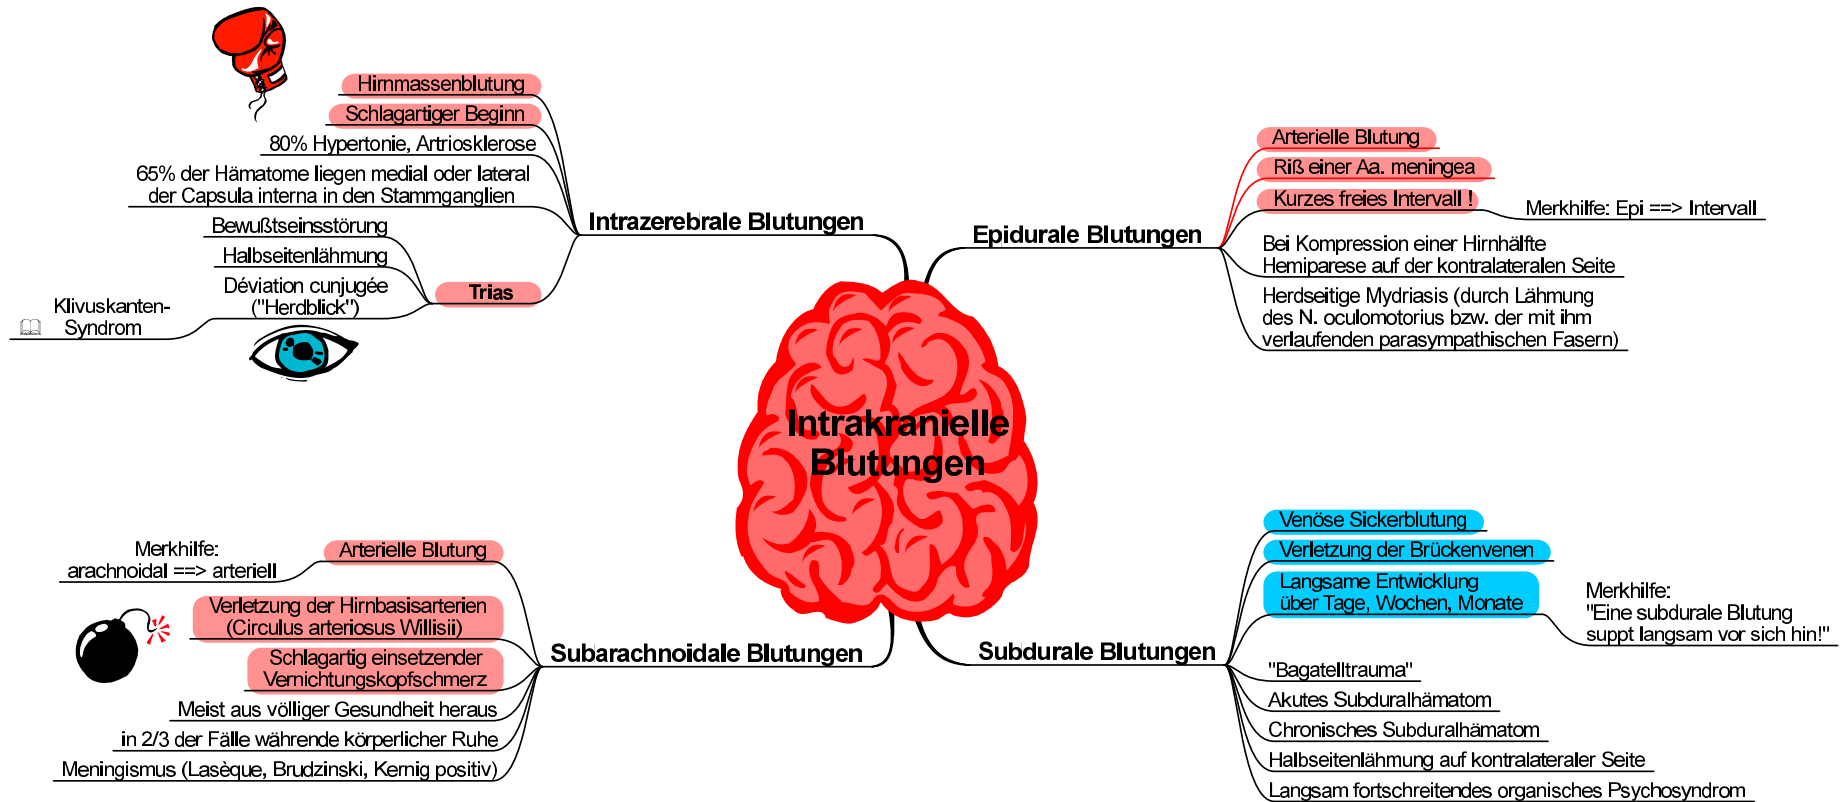 Intrakranielle
Blutungen
Intrazerebrale Blutungen
Hirnmassenblutung
Schlagartiger Beginn
80% Hypertonie, Artriosklerose
65% der Hämatome liegen medial oder lateral
der Capsula interna in den Stammganglien
Trias
Bewußtseinsstörung
Halbseitenlähmung
Déviation cunjugée
("Herdblick")
Klivuskanten-
Syndrom
Epidurale Blutungen
Arterielle Blutung
Riß einer Aa. meningea
Kurzes freies Intervall !
Merkhilfe: Epi ==> Intervall
Bei Kompression einer Hirnhälfte
Hemiparese auf der kontralateralen Seite
Herdseitige Mydriasis (durch Lähmung
des N. oculomotorius bzw. der mit ihm
verlaufenden parasympathischen Fasern)
Subarachnoidale Blutungen
Arterielle Blutung
Merkhilfe:
arachnoidal ==> arteriell
Verletzung der Hirnbasisarterien
(Circulus arteriosus Willisii)
Schlagartig einsetzender
Vernichtungskopfschmerz
Meist aus völliger Gesundheit heraus
in 2/3 der Fälle währende körperlicher Ruhe
Meningismus (Lasèque, Brudzinski, Kernig positiv)
Subdurale Blutungen
Venöse Sickerblutung
Verletzung der Brückenvenen
Langsame Entwicklung
über Tage, Wochen, Monate
Merkhilfe:
"Eine subdurale Blutung
suppt langsam vor sich hin!"
"Bagatelltrauma"
Akutes Subduralhämatom
Chronisches Subduralhämatom
Halbseitenlähmung auf kontralateraler Seite
Langsam fortschreitendes organisches Psychosyndrom